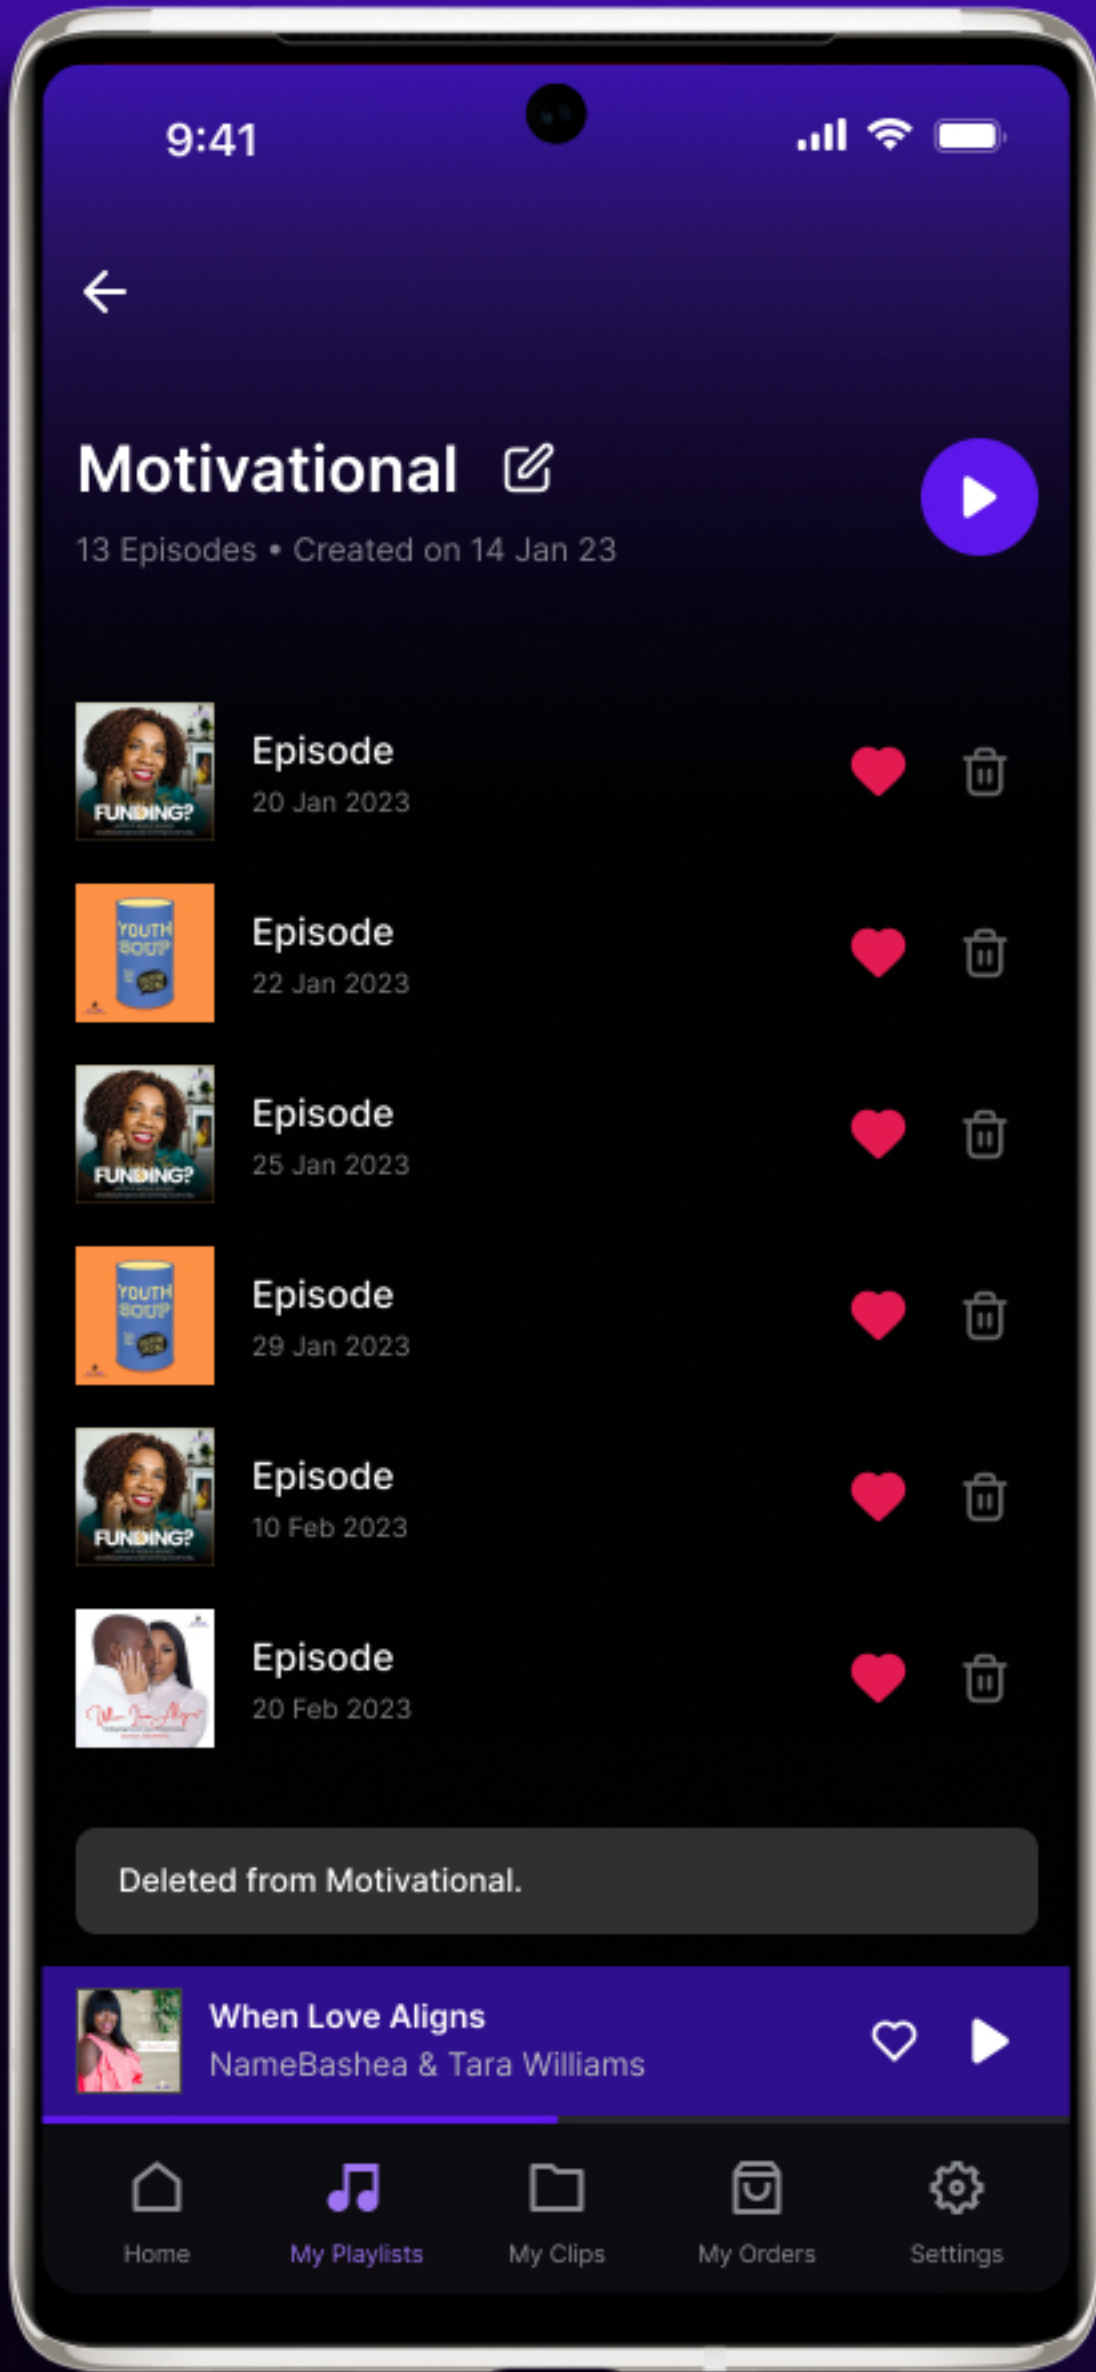 9:41
Motivational
13 Episodes • Created on 14 Jan 23
FUNDING?
Episode
20 Jan 2023
YOUTH
SOUP
Episode
22 Jan 2023
FUNDING?
Episode
25 Jan 2023
YOUTH
SOUP
Episode
29 Jan 2023
FUNDING?
Episode
10 Feb 2023
When Love Aligns
Episode
20 Feb 2023
Deleted from Motivational.
When Love Aligns
NameBashea & Tara Williams
Home
My Playlists
My Clips
My Orders
Settings